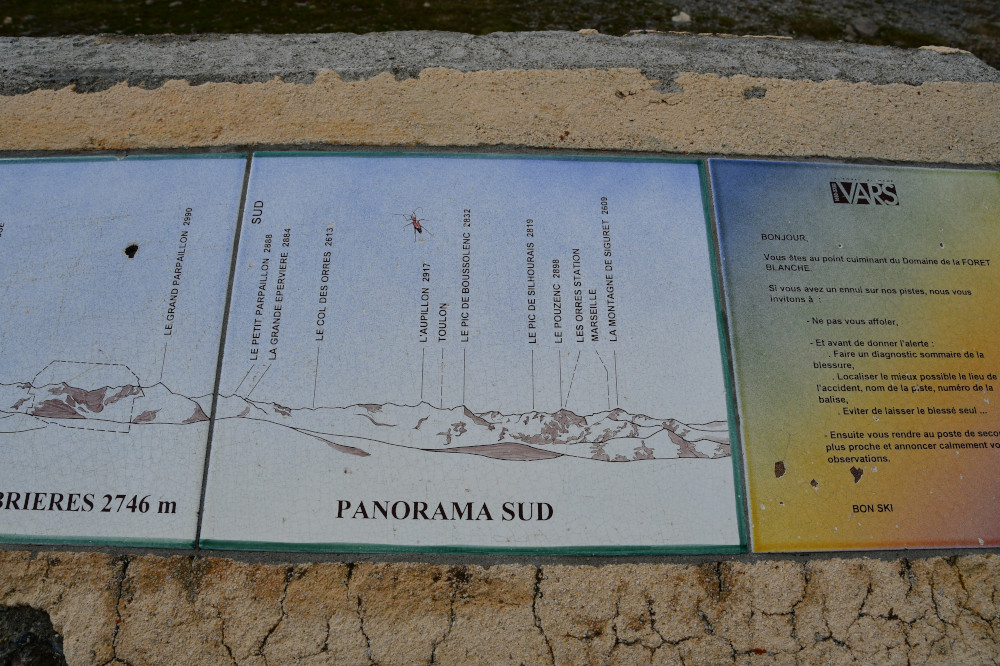 LE GRAND PARPAILLON 2990
BRIERES 2746 m
SUD
LE PETIT PARPAILLON 2888
LA GRANDE EPERVIERE 2884
LE COL DES ORRES 2613
L'AUPILLON 2917
TOULON
LE PIC DE BOUSSOLENC 2832
LE PIC DE SILHOURAIS 2819
LE POUZENC 2898
LES ORRES STATION
MARSEILLE
LA MONTAGNE DE SIGURET 2609
PANORAMA SUD
VARS
BONJOUR,
Vous êtes au point culminant du Domaine de la FORET
BLANCHE.
Si vous avez un ennui sur nos pistes, nous vous
invitons à :
- Ne pas vous affoler,
- Et avant de donner l'alerte :
. Faire un diagnostic sommaire de la
blessure,
. Localiser le mieux possible le lieu de
l'accident, nom de la piste, numéro de la
balise,
. Eviter de laisser le blessé seul ...
- Ensuite vous rendre au poste de secou
plus proche et annoncer calmement vo
observations.
BON SKI